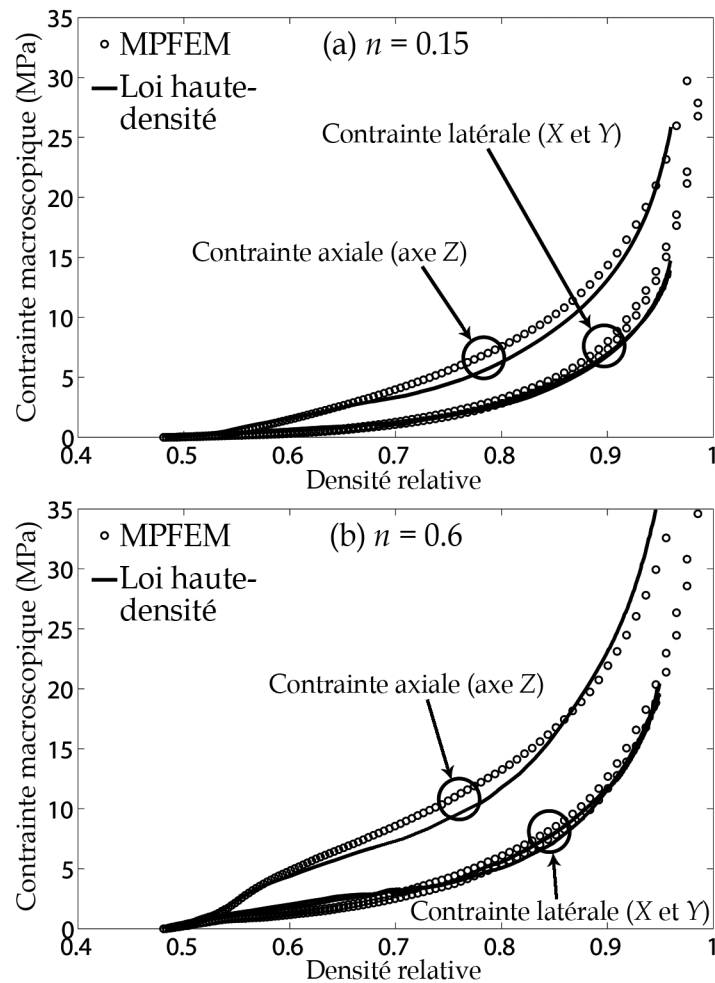 35
MPFEM
(a) n = 0.15
30
Loi haute-
densité
Contrainte latérale (X et Y)
25
20
Contrainte axiale (axe Z)
15
10
5
0
Contrainte macroscopique (MPa)
0.4 0.5 0.6 0.7 0.8 0.9 1
Densité relative
35
MPFEM
(b) n = 0.6
30
Loi haute-
densité
25
20
Contrainte axiale (axe Z)
15
10
5
Contrainte latérale (X et Y)
0
Contrainte macroscopique (MPa)
0.4 0.5 0.6 0.7 0.8 0.9 1
Densité relative